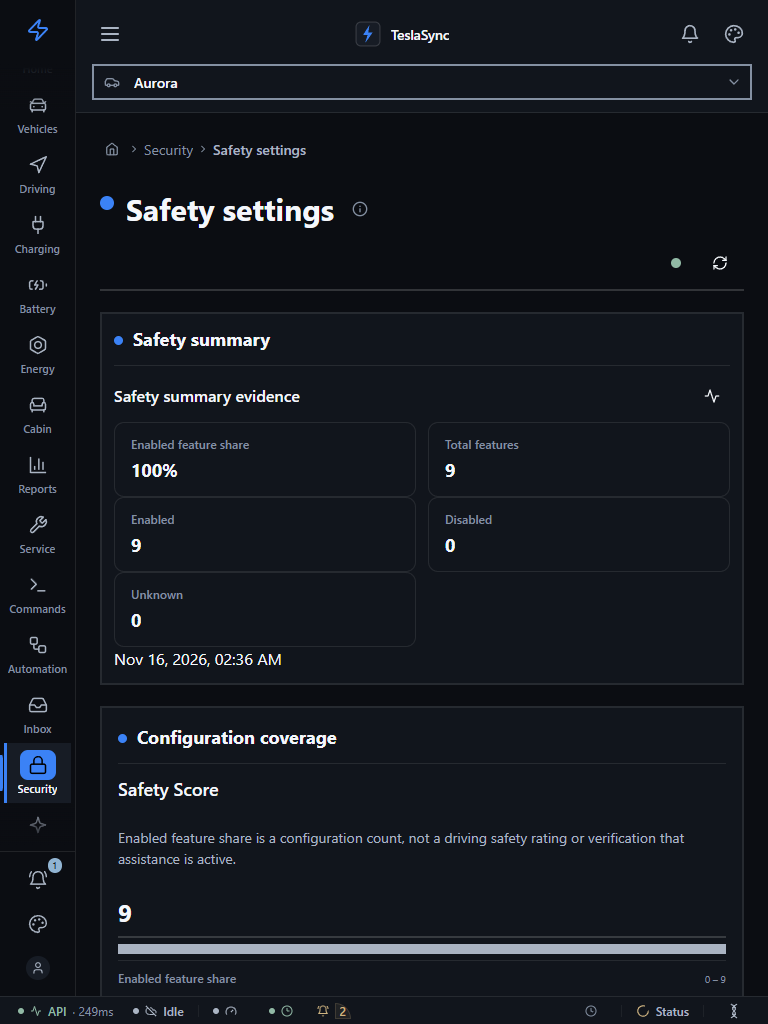 TeslaSync
Aurora
Vehicles
Driving
Charging
Battery
Energy
Cabin
Reports
Service
Commands
Automation
Inbox
Security
1
Security
Safety settings
Safety settings
Safety summary
Safety summary evidence
Enabled feature share
100%
Total features
9
Enabled
9
Disabled
0
Unknown
0
Nov 16, 2026, 02:36 AM
Configuration coverage
Safety Score
Enabled feature share is a configuration count, not a driving safety rating or verification that
assistance is active.
9
Enabled feature share
0 – 9
API · 249ms
Idle
2
Status